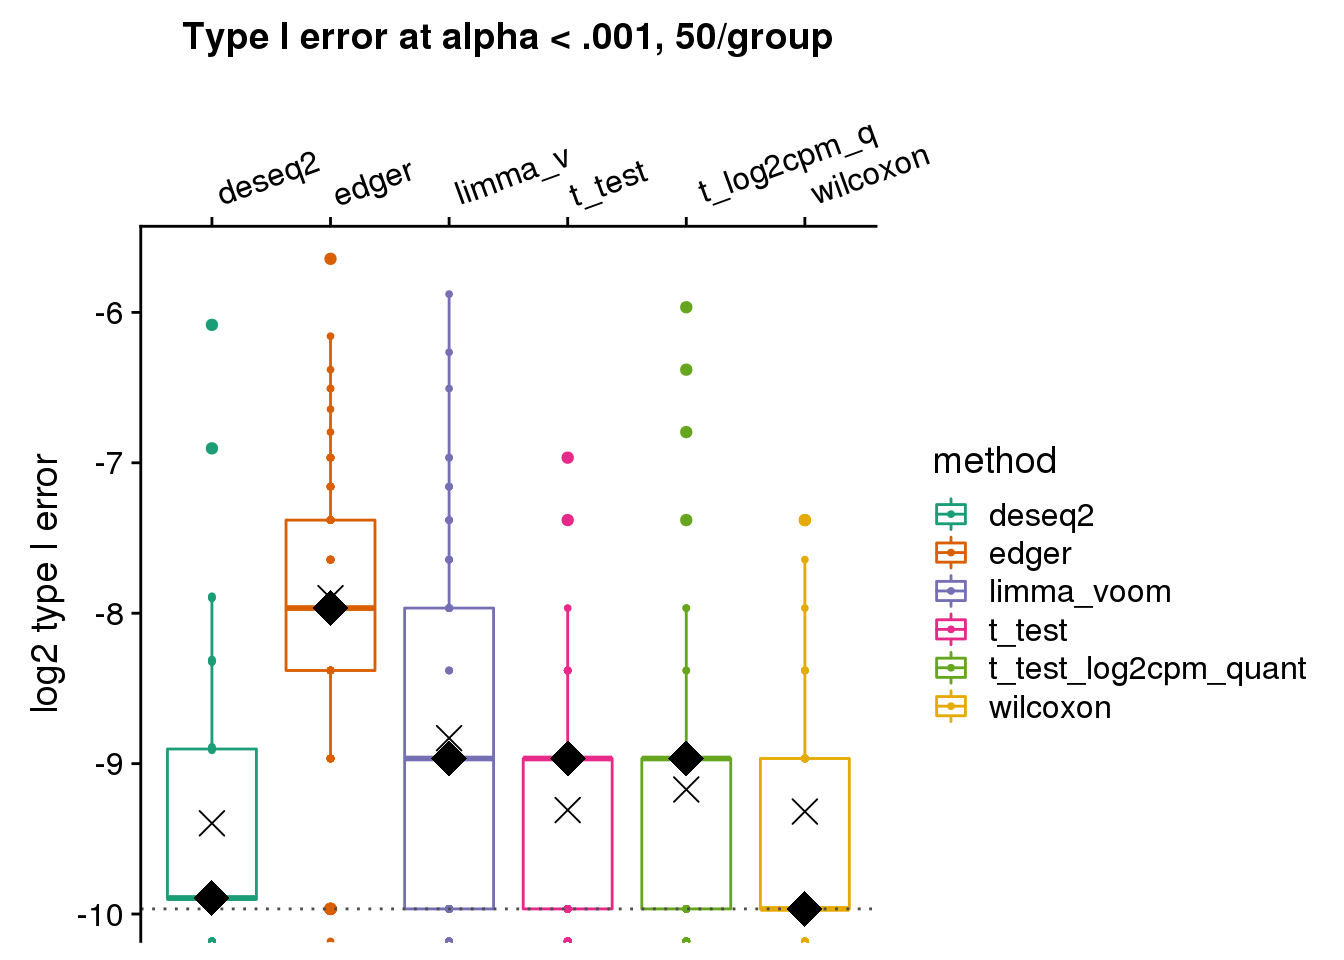 Type I error at alpha < .001, 50/group
deseq2
edger
limma_v
t_test
t_log2cpm_q
wilcoxon
log2 type I error
-6
-7
-8
-9
-10
method
deseq2
edger
limma_voom
t_test
t_test_log2cpm_quant
wilcoxon